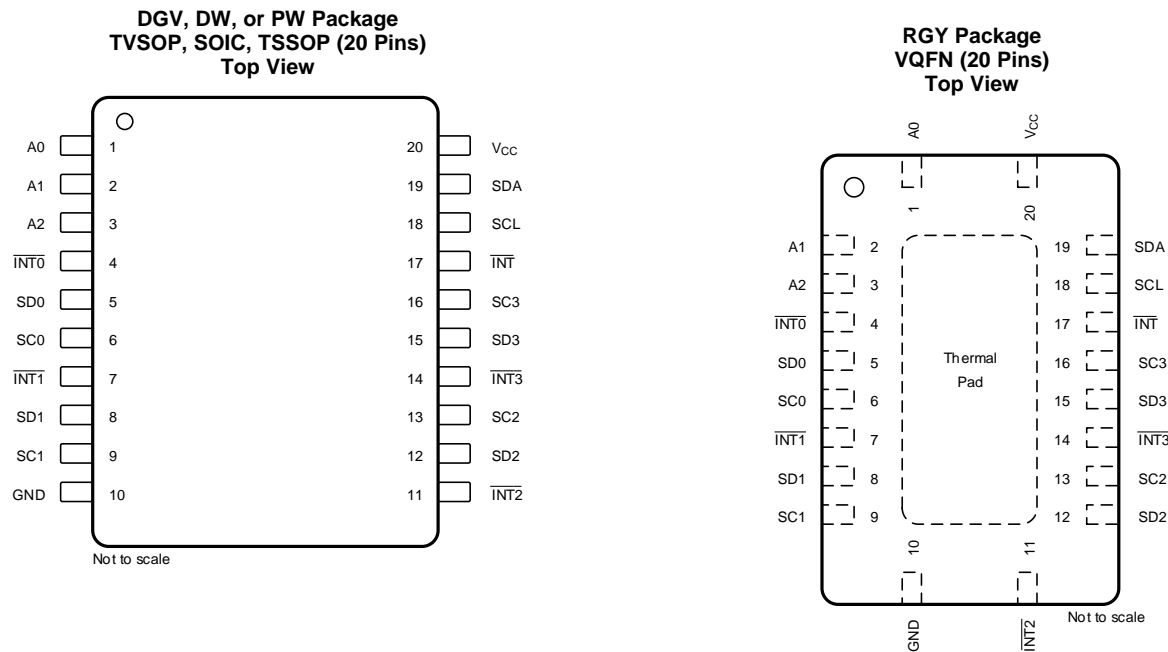 DGV, DW, or PW Package
TVSOP, SOIC, TSSOP (20 Pins)
Top View
A0 1 20 VCC
A1 2 19 SDA
A2 3 18 SCL
INT0 4 17 INT
SD0 5 16 SC3
SC0 6 15 SD3
INT1 7 14 INT3
SD1 8 13 SC2
SC1 9 12 SD2
GND 10 11 INT2
Not to scale
RGY Package
VQFN (20 Pins)
Top View
A0 VCC
1 20
A1 2 19 SDA
A2 3 18 SCL
INT0 4 17 INT
SD0 5 16 SC3
SC0 6 15 SD3
INT1 7 14 INT3
SD1 8 13 SC2
SC1 9 12 SD2
Thermal
Pad
10 11
GND INT2
Not to scale